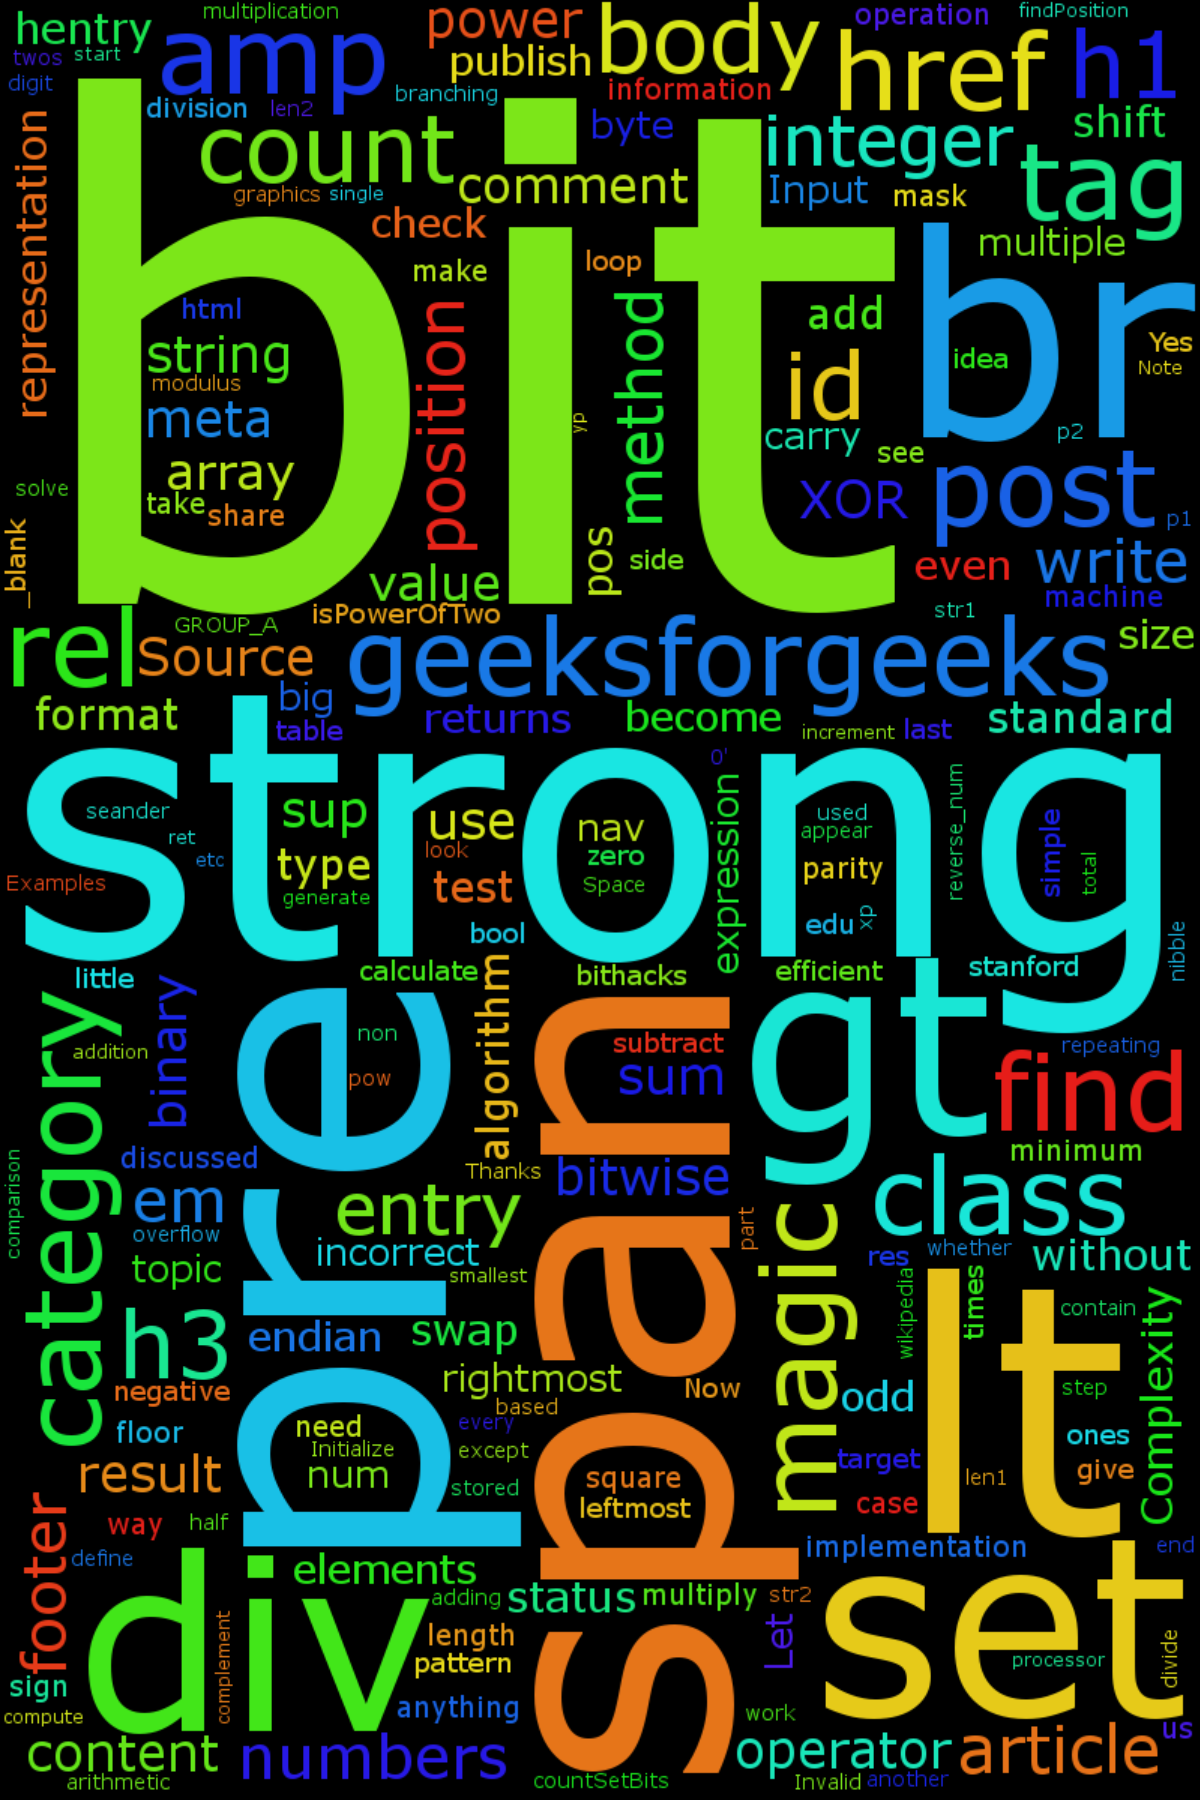 multiplication
findPosition
operation
hentry
power
body
href
h1
amp
twos
start
publish
digit
information
branching
division
len2
shift
byte
integer
count
tag
comment
graphics
single
Input
mask
representation
check
multiple
bit
br
make
loop
html
position
method
add
string
id
idea
Yes
Note
modulus
meta
yp
carry
p2
see
array
take
share
solve
XOR
post
p1
_blank
pos
side
even
write
value
machine
isPowerOfTwo
str1
rel
GROUP_A
Source
geeksforgeeks
size
big
format
table
returns
become
increment
last
standard
strong
0'
expression
reverse_num
seander
sup
use
nav
used
appear
simple
total
ret
etc
look
zero
type
parity
Examples
generate
test
Space
edu
xp
bool
nibble
little
calculate
bithacks
efficient
stanford
category
binary
pre
algorithm
span
gt
non
subtract
repeating
addition
pow
sum
find
minimum
comparison
discussed
Thanks
bitwise
class
em
entry
part
magic
overflow
incorrect
res
whether
without
topic
smallest
wikipedia
lt
times
contain
Complexity
h3
endian
swap
rightmost
negative
Now
odd
step
based
floor
need
every
Initialize
except
ones
result
num
stored
square
target
len1
give
leftmost
case
footer
way
half
define
implementation
end
div
elements
adding
status
multiply
str2
set
complement
length
Let
pattern
processor
divide
sign
compute
anything
work
us
content
numbers
operator
article
arithmetic
countSetBits
Invalid
another